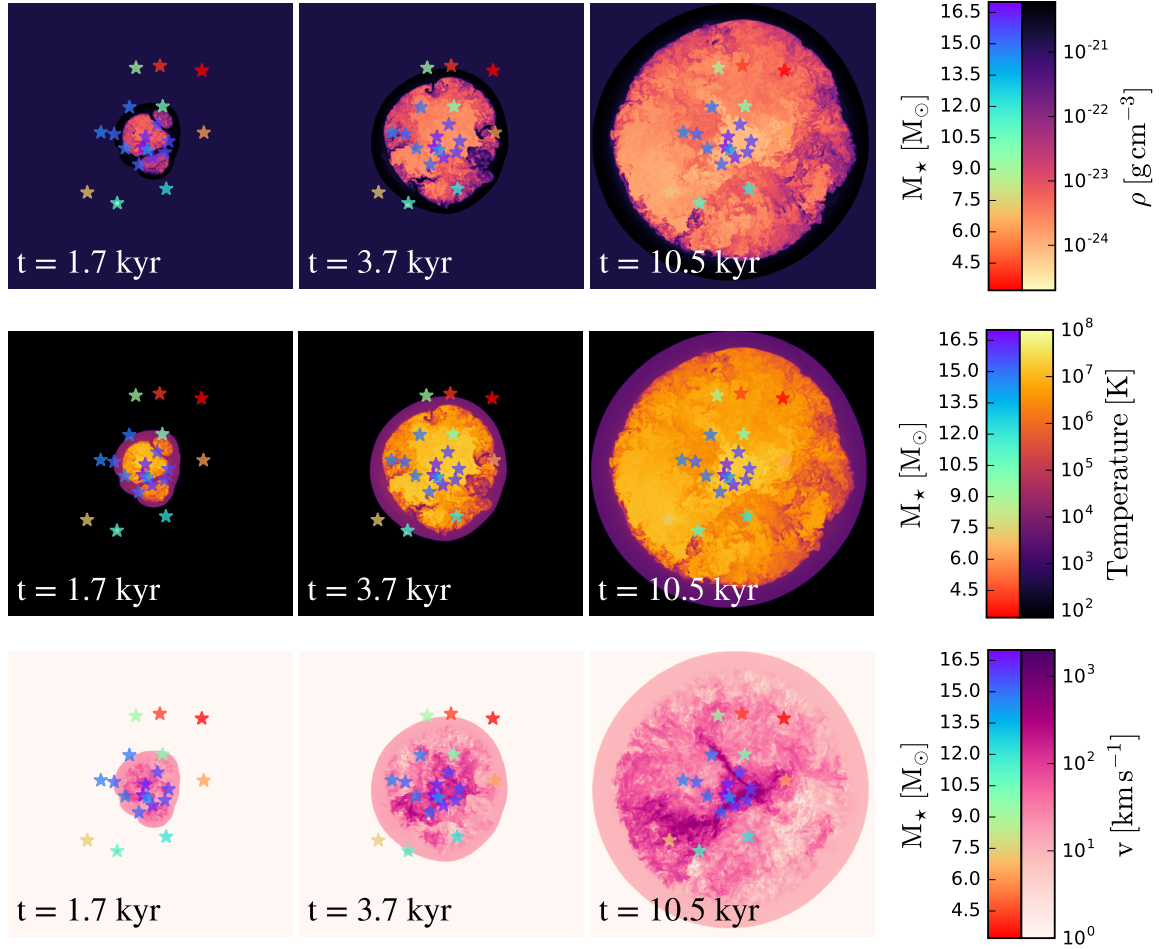 t = 1.7 kyr
t = 3.7 kyr
t = 10.5 kyr
16.5
15.0
13.5
12.0
10.5
9.0
7.5
6.0
4.5
M⋆ [M⊙]
10⁻²¹
10⁻²²
10⁻²³
10⁻²⁴
ρ [g cm⁻³]
t = 1.7 kyr
t = 3.7 kyr
t = 10.5 kyr
16.5
15.0
13.5
12.0
10.5
9.0
7.5
6.0
4.5
M⋆ [M⊙]
10⁸
10⁷
10⁶
10⁵
10⁴
10³
10²
Temperature [K]
t = 1.7 kyr
t = 3.7 kyr
t = 10.5 kyr
16.5
15.0
13.5
12.0
10.5
9.0
7.5
6.0
4.5
M⋆ [M⊙]
10³
10²
10¹
10⁰
v [km s⁻¹]